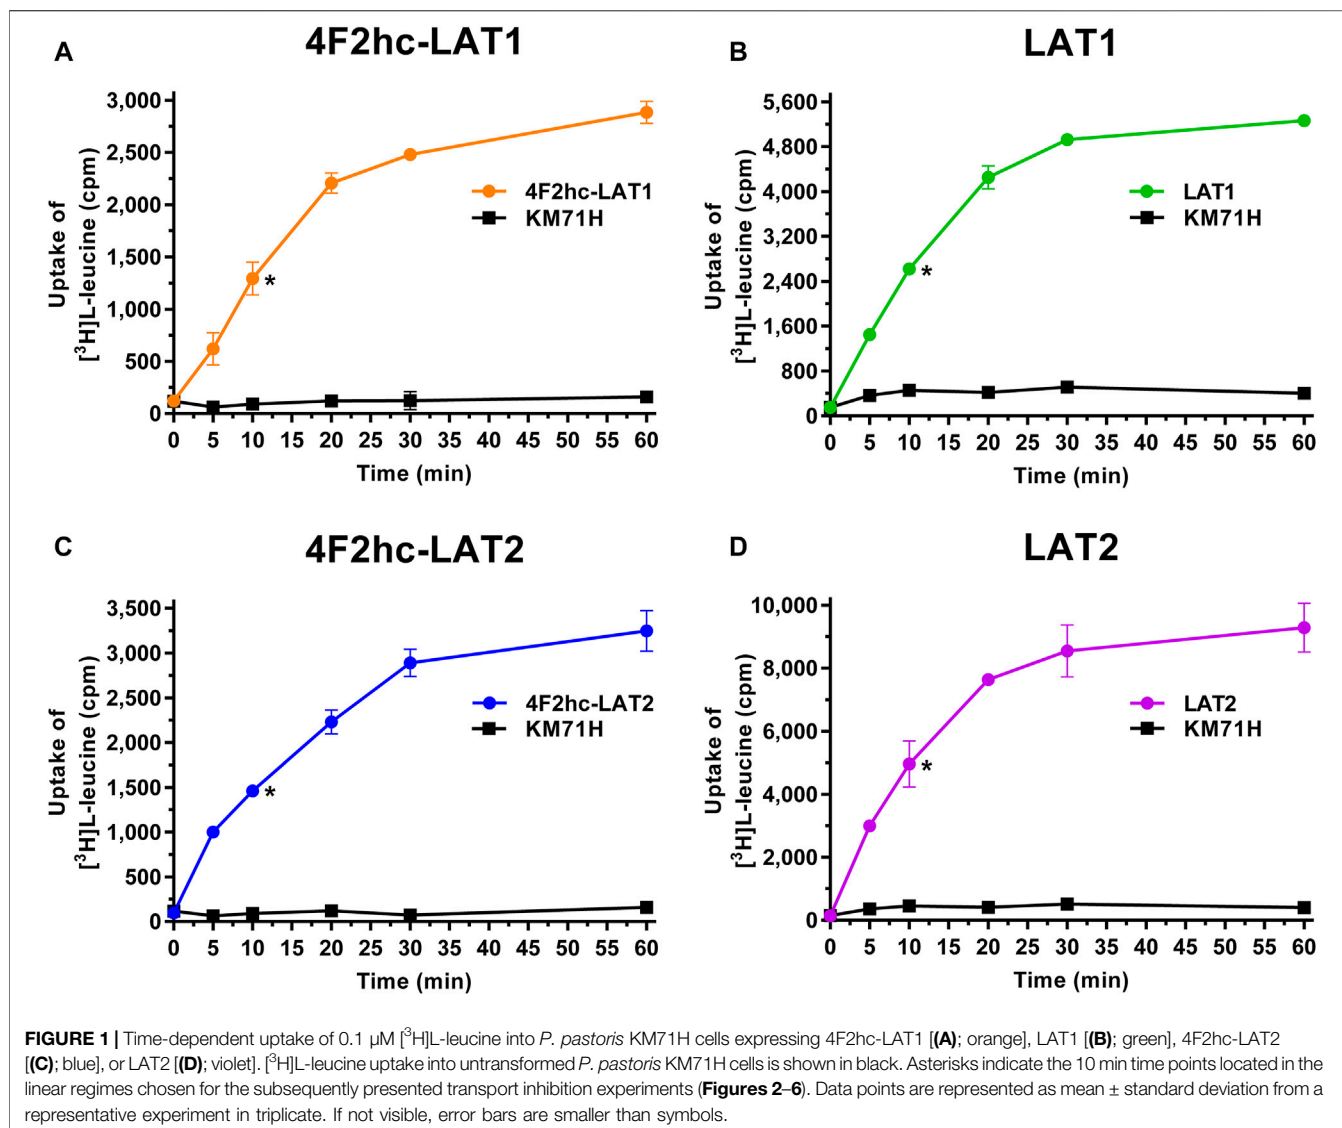 A
4F2hc-LAT1
3,000
2,500
2,000
1,500
1,000
500
0
Uptake of
[³H]L-leucine (cpm)
4F2hc-LAT1
KM71H
*
0 5 10 15 20 25 30 35 40 45 50 55 60
Time (min)
B
LAT1
5,600
4,800
4,000
3,200
2,400
1,600
800
0
Uptake of
[³H]L-leucine (cpm)
LAT1
KM71H
*
0 5 10 15 20 25 30 35 40 45 50 55 60
Time (min)
C
4F2hc-LAT2
3,500
3,000
2,500
2,000
1,500
1,000
500
0
Uptake of
[³H]L-leucine (cpm)
4F2hc-LAT2
KM71H
*
0 5 10 15 20 25 30 35 40 45 50 55 60
Time (min)
D
LAT2
10,000
8,000
6,000
4,000
2,000
0
Uptake of
[³H]L-leucine (cpm)
LAT2
KM71H
*
0 5 10 15 20 25 30 35 40 45 50 55 60
Time (min)
FIGURE 1 | Time-dependent uptake of 0.1 µM [³H]L-leucine into P. pastoris KM71H cells expressing 4F2hc-LAT1 [(A); orange], LAT1 [(B); green], 4F2hc-LAT2
[(C); blue], or LAT2 [(D); violet]. [³H]L-leucine uptake into untransformed P. pastoris KM71H cells is shown in black. Asterisks indicate the 10 min time points located in the
linear regimes chosen for the subsequently presented transport inhibition experiments (Figures 2–6). Data points are represented as mean ± standard deviation from a
representative experiment in triplicate. If not visible, error bars are smaller than symbols.